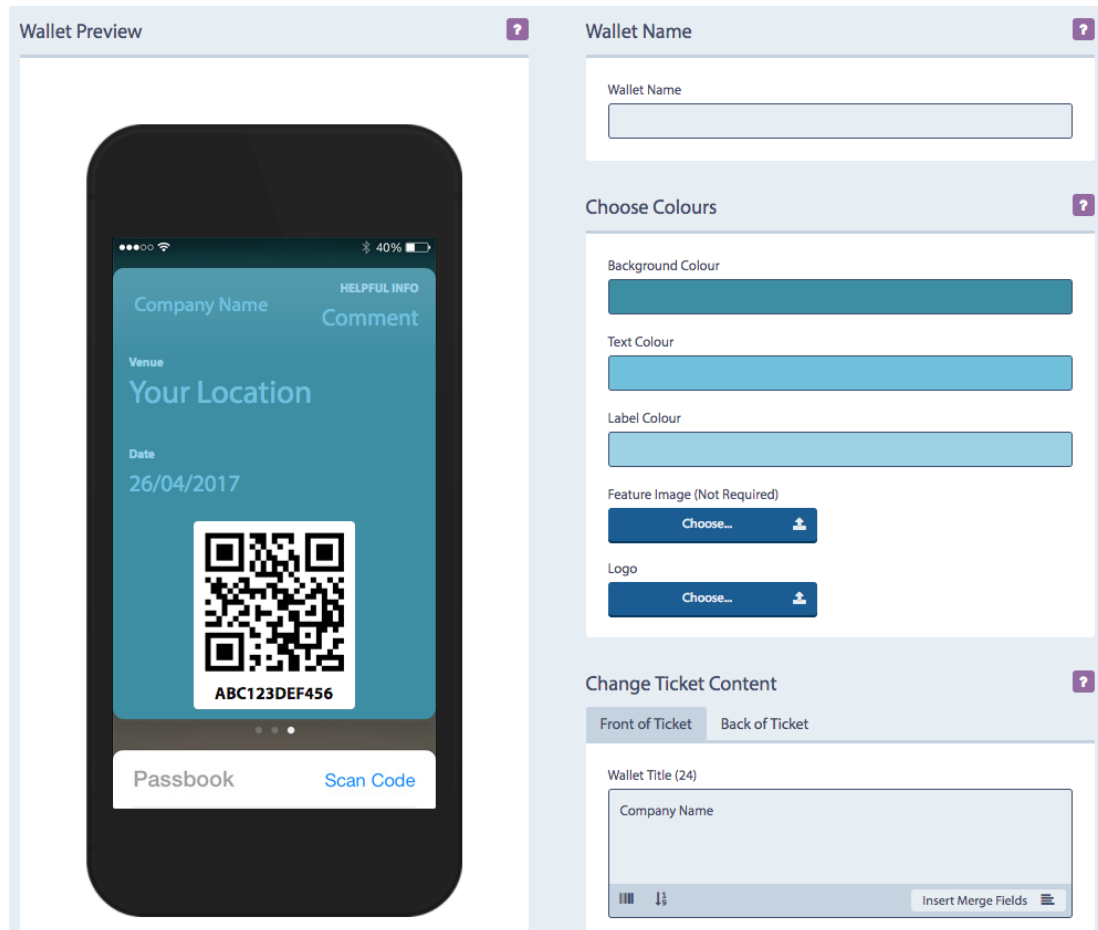 Wallet Preview
?
40%
Company Name
HELPFUL INFO
Comment
Venue
Your Location
Date
26/04/2017
ABC123DEF456
Passbook
Scan Code
Wallet Name
?
Wallet Name
Choose Colours
?
Background Colour
Text Colour
Label Colour
Feature Image (Not Required)
Choose...
Logo
Choose...
Change Ticket Content
?
Front of Ticket
Back of Ticket
Wallet Title (24)
Company Name
Insert Merge Fields